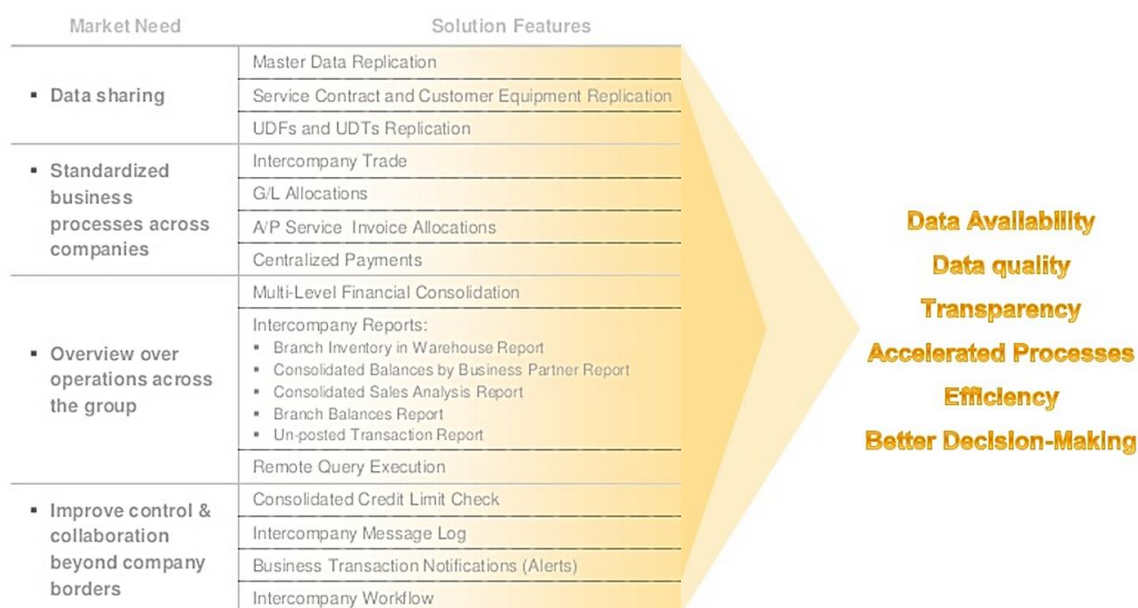 Market Need
Solution Features
▪ Data sharing
Master Data Replication
Service Contract and Customer Equipment Replication
UDFs and UDTs Replication
▪ Standardized
business
processes across
companies
Intercompany Trade
G/L Allocations
A/P Service Invoice Allocations
Centralized Payments
▪ Overview over
operations across
the group
Multi-Level Financial Consolidation
Intercompany Reports:
▪ Branch Inventory in Warehouse Report
▪ Consolidated Balances by Business Partner Report
▪ Consolidated Sales Analysis Report
▪ Branch Balances Report
▪ Un-posted Transaction Report
Remote Query Execution
▪ Improve control &
collaboration
beyond company
borders
Consolidated Credit Limit Check
Intercompany Message Log
Business Transaction Notifications (Alerts)
Intercompany Workflow
Data Availability
Data quality
Transparency
Accelerated Processes
Efficiency
Better Decision-Making